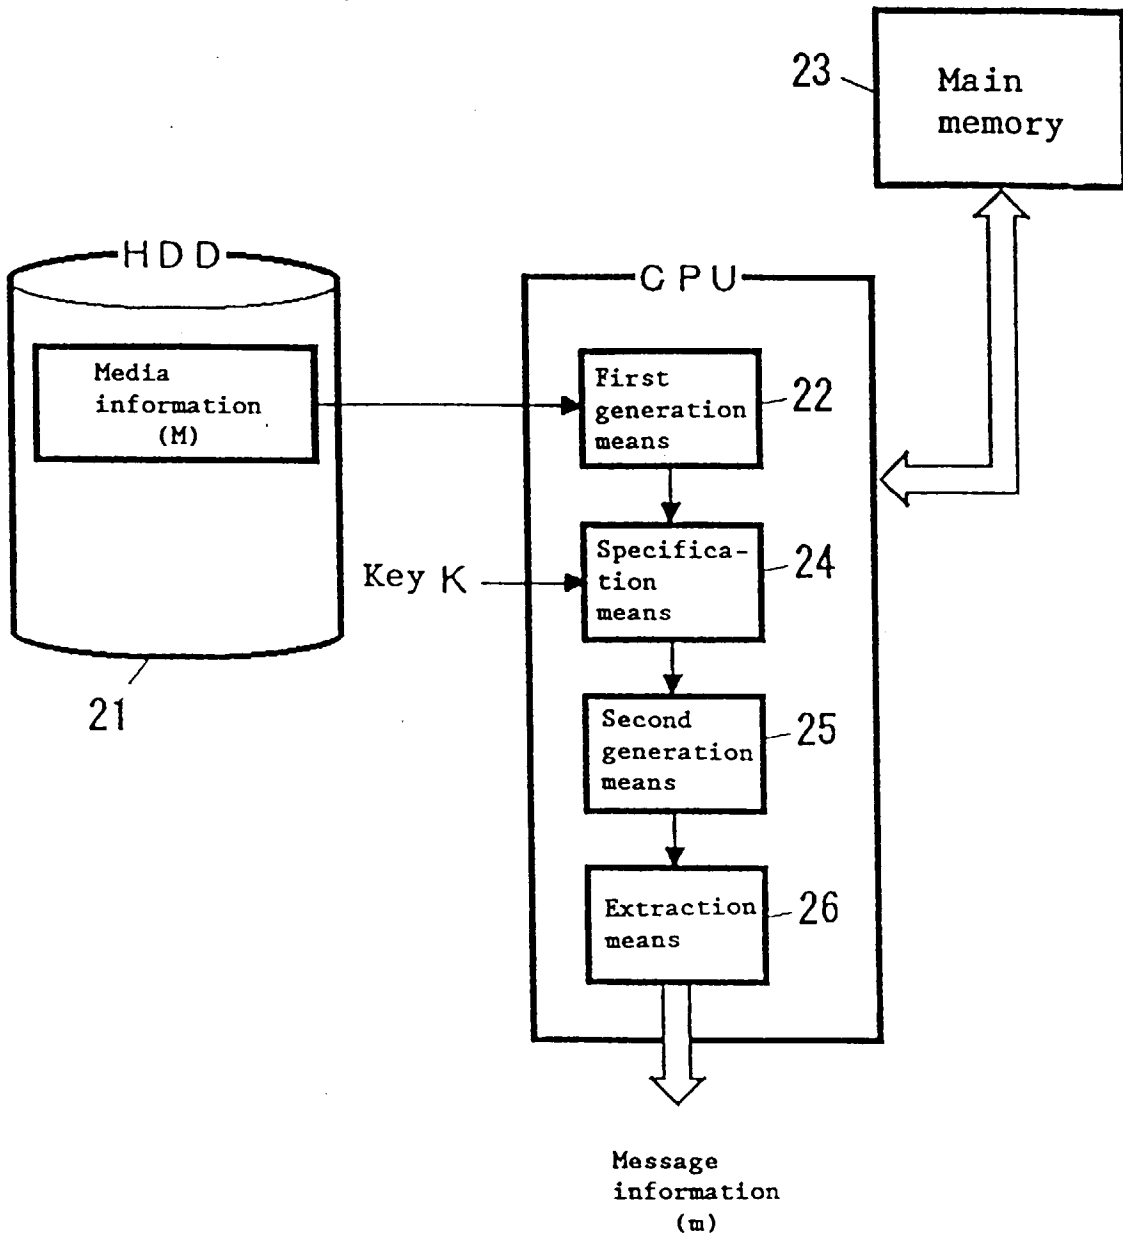 23
Main
memory
HDD
CPU
Media
information
(M)
First
generation
means
22
Key K
Specifica-
tion
means
24
21
Second
generation
means
25
Extraction
means
26
Message
information
(m)